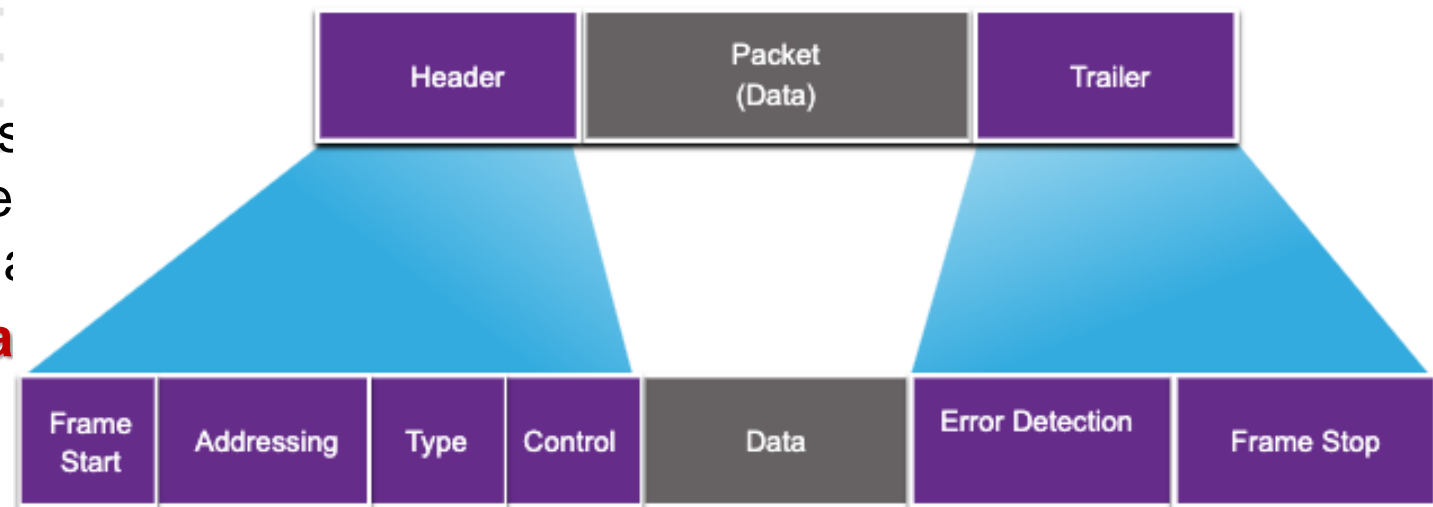 Header
Packet
(Data)
Trailer
Frame
Start
Addressing
Type
Control
Data
Error Detection
Frame Stop